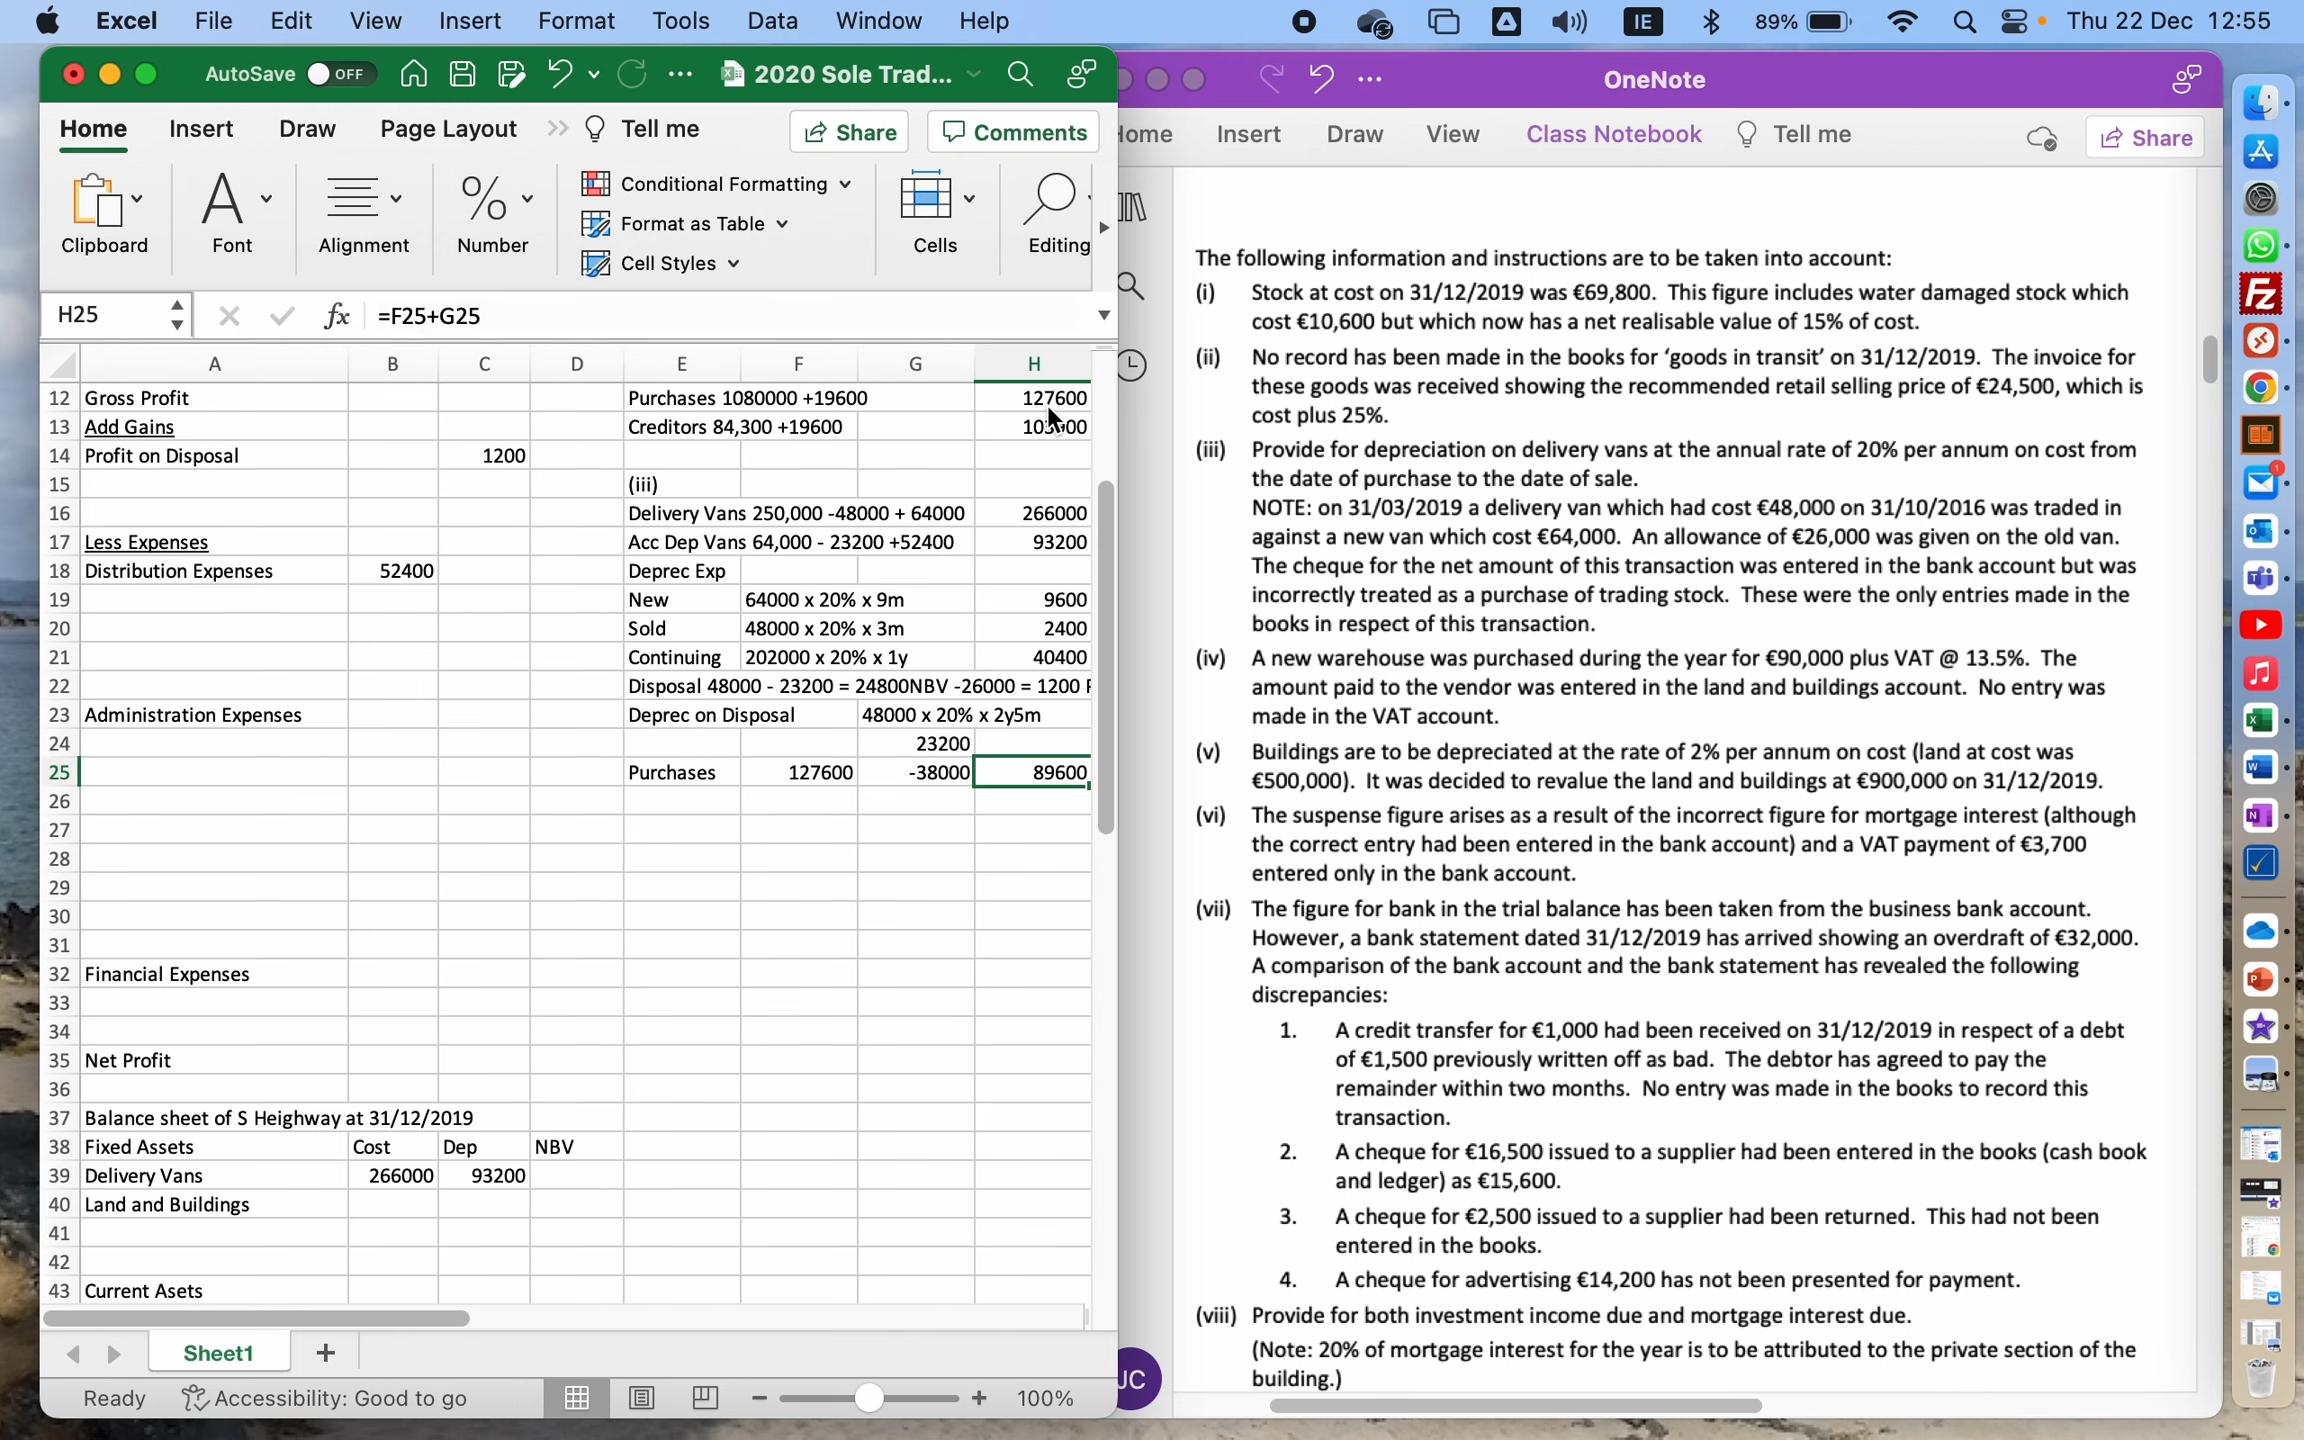 Excel File Edit View Insert Format Tools Data Window Help
IE 89% Thu 22 Dec 12:55
AutoSave OFF 2020 Sole Trad...
Home Insert Draw Page Layout Tell me Share Comments
Clipboard Font Alignment Number
Conditional Formatting
Format as Table
Cell Styles
Cells Editing
H25 fx =F25+G25
A B C D E F G H
12 Gross Profit Purchases 1080000 +19600 127600
13 Add Gains Creditors 84,300 +19600
14 Profit on Disposal 1200
15 (iii)
16 Delivery Vans 250,000 -48000 + 64000 266000
17 Less Expenses Acc Dep Vans 64,000 - 23200 +52400 93200
18 Distribution Expenses 52400 Deprec Exp
19 New 64000 x 20% x 9m 9600
20 Sold 48000 x 20% x 3m 2400
21 Continuing 202000 x 20% x 1y 40400
22 Disposal 48000 - 23200 = 24800NBV -26000 = 1200
23 Administration Expenses Deprec on Disposal 48000 x 20% x 2y5m
24 23200
25 Purchases 127600 -38000 89600
26
27
28
29
30
31
32 Financial Expenses
33
34
35 Net Profit
36
37 Balance sheet of S Heighway at 31/12/2019
38 Fixed Assets Cost Dep NBV
39 Delivery Vans 266000 93200
40 Land and Buildings
41
42
43 Current Asets
Sheet1 +
Ready Accessibility: Good to go 100%
OneNote
ome Insert Draw View Class Notebook Tell me Share
The following information and instructions are to be taken into account:
(i) Stock at cost on 31/12/2019 was €69,800. This figure includes water damaged stock which
cost €10,600 but which now has a net realisable value of 15% of cost.
(ii) No record has been made in the books for ‘goods in transit’ on 31/12/2019. The invoice for
these goods was received showing the recommended retail selling price of €24,500, which is
cost plus 25%.
(iii) Provide for depreciation on delivery vans at the annual rate of 20% per annum on cost from
the date of purchase to the date of sale.
NOTE: on 31/03/2019 a delivery van which had cost €48,000 on 31/10/2016 was traded in
against a new van which cost €64,000. An allowance of €26,000 was given on the old van.
The cheque for the net amount of this transaction was entered in the bank account but was
incorrectly treated as a purchase of trading stock. These were the only entries made in the
books in respect of this transaction.
(iv) A new warehouse was purchased during the year for €90,000 plus VAT @ 13.5%. The
amount paid to the vendor was entered in the land and buildings account. No entry was
made in the VAT account.
(v) Buildings are to be depreciated at the rate of 2% per annum on cost (land at cost was
€500,000). It was decided to revalue the land and buildings at €900,000 on 31/12/2019.
(vi) The suspense figure arises as a result of the incorrect figure for mortgage interest (although
the correct entry had been entered in the bank account) and a VAT payment of €3,700
entered only in the bank account.
(vii) The figure for bank in the trial balance has been taken from the business bank account.
However, a bank statement dated 31/12/2019 has arrived showing an overdraft of €32,000.
A comparison of the bank account and the bank statement has revealed the following
discrepancies:
1. A credit transfer for €1,000 had been received on 31/12/2019 in respect of a debt
of €1,500 previously written off as bad. The debtor has agreed to pay the
remainder within two months. No entry was made in the books to record this
transaction.
2. A cheque for €16,500 issued to a supplier had been entered in the books (cash book
and ledger) as €15,600.
3. A cheque for €2,500 issued to a supplier had been returned. This had not been
entered in the books.
4. A cheque for advertising €14,200 has not been presented for payment.
(viii) Provide for both investment income due and mortgage interest due.
(Note: 20% of mortgage interest for the year is to be attributed to the private section of the
building.)
JC